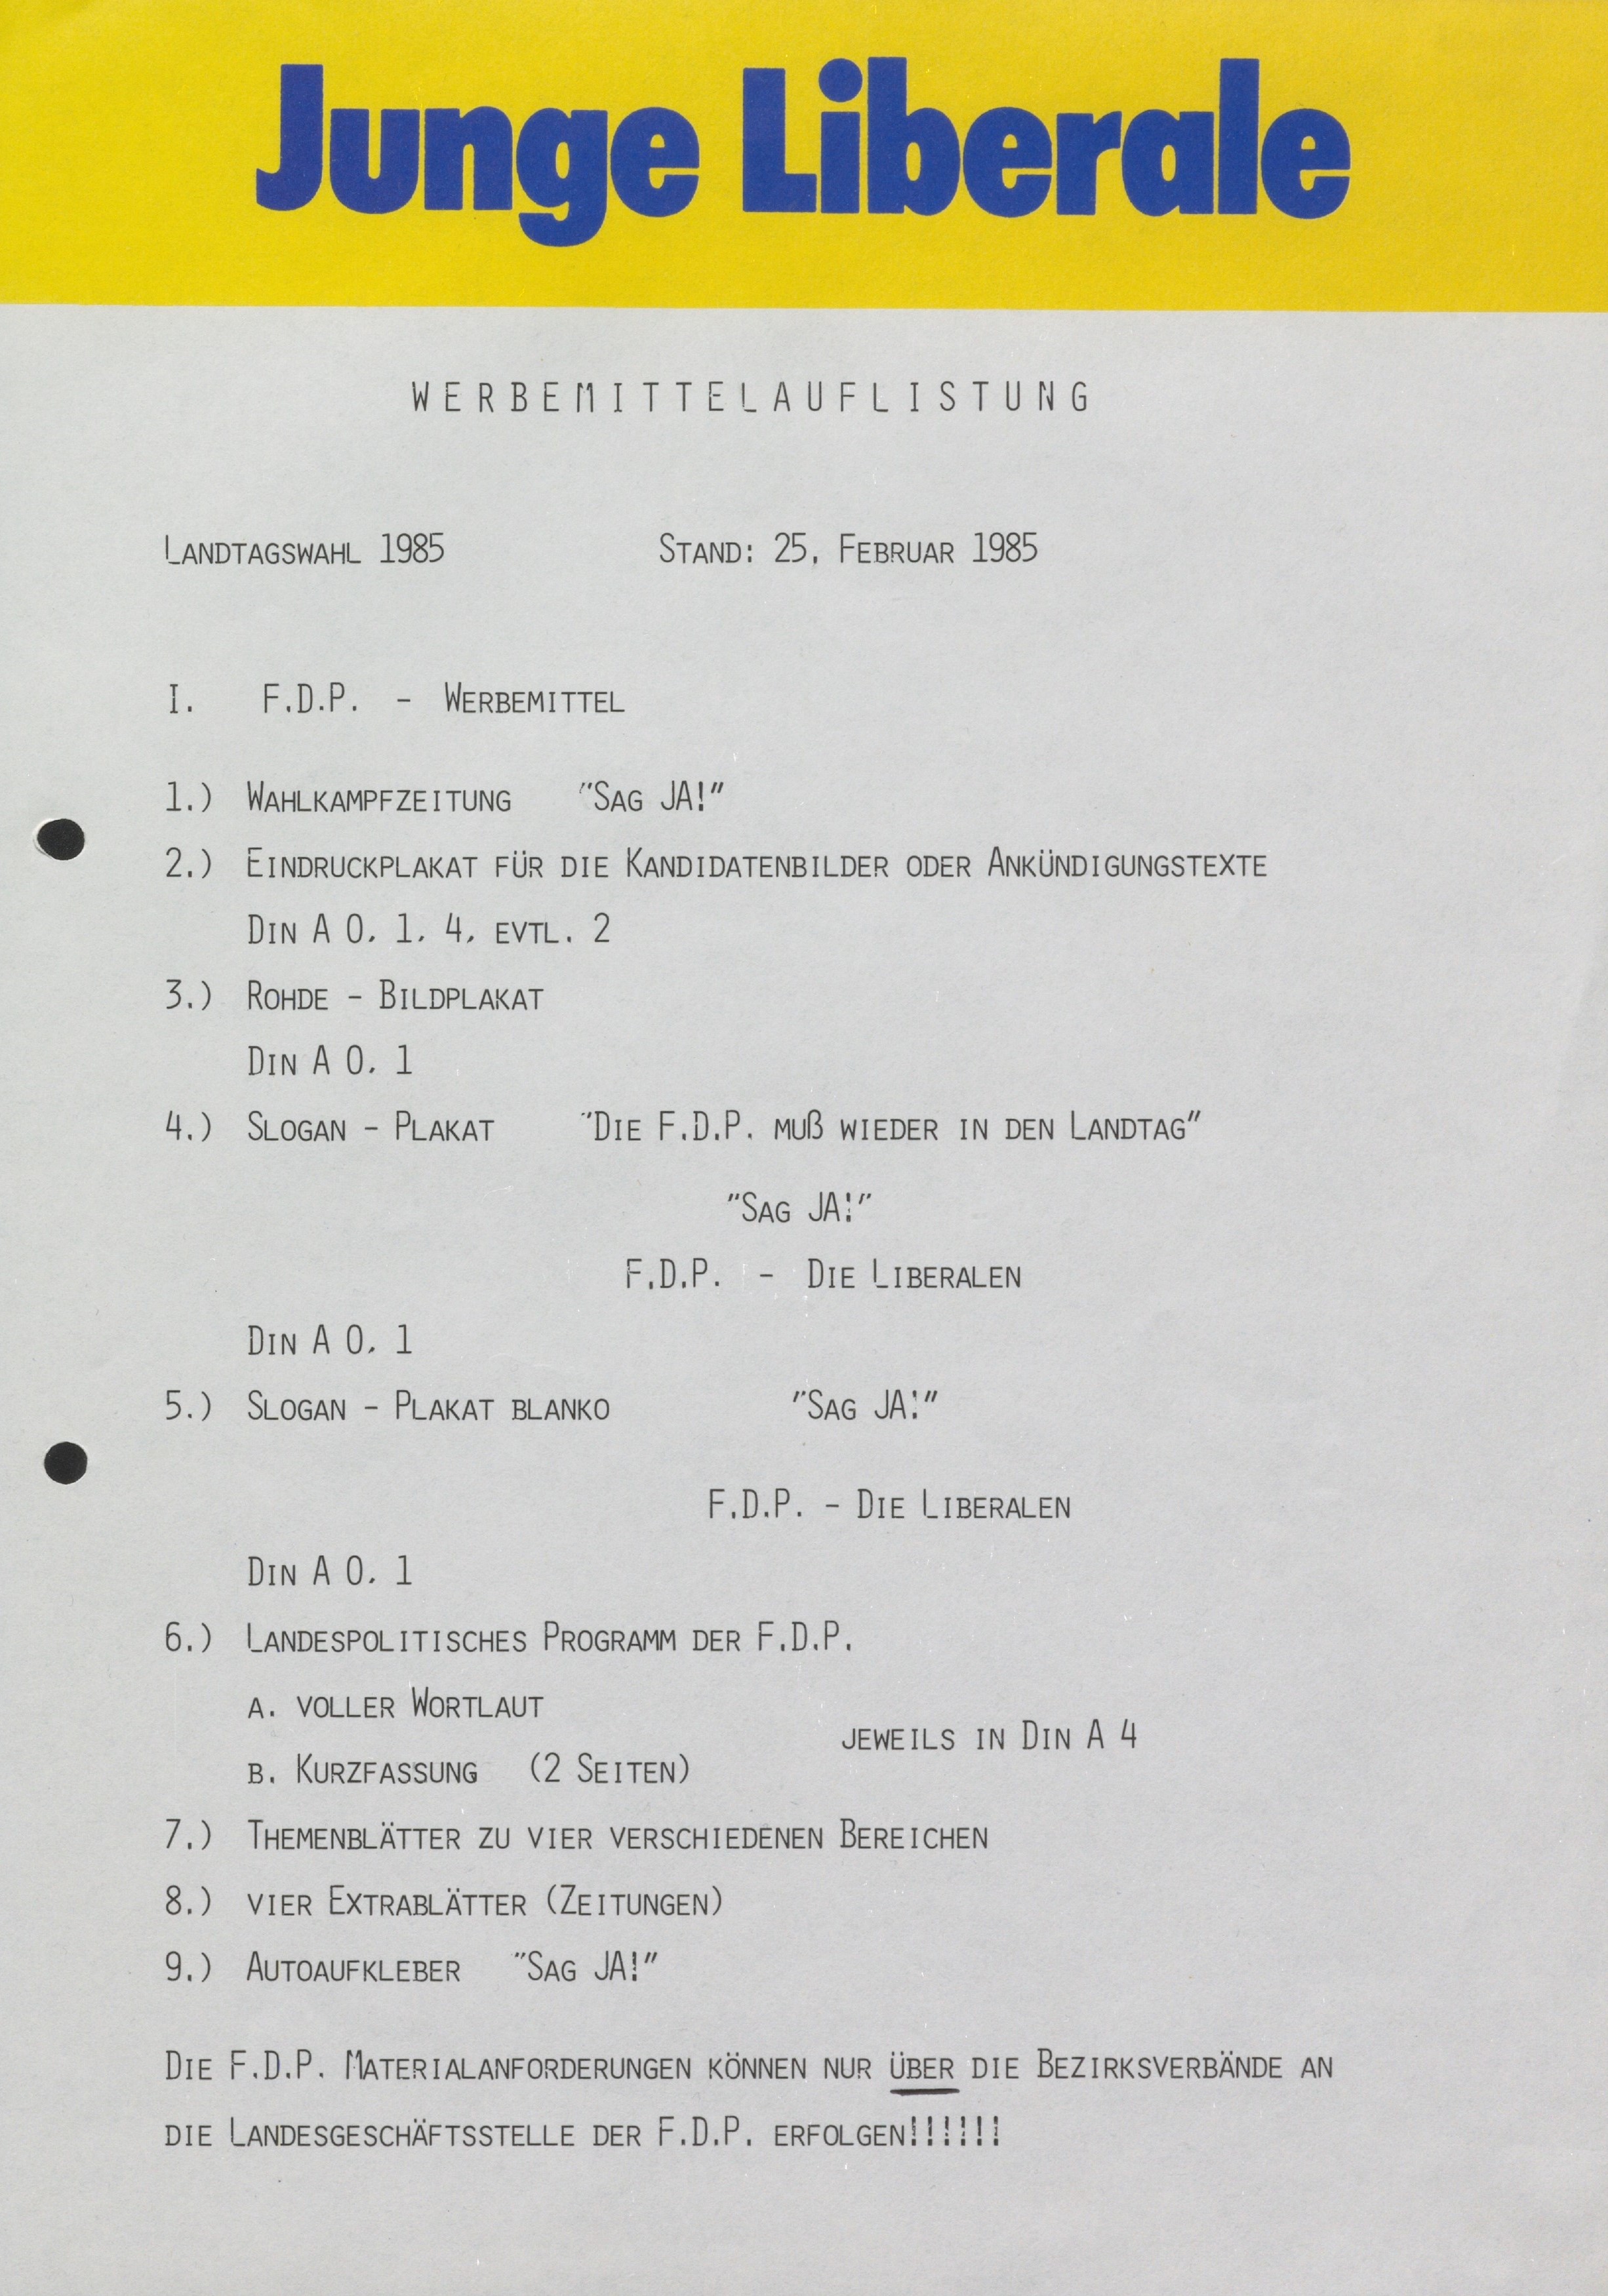 Junge Liberale
WERBEMITTELAUFLISTUNG
LANDTAGSWAHL 1985 STAND: 25. FEBRUAR 1985
I. F.D.P. - WERBEMITTEL
1.) WAHLKAMPFZEITUNG "SAG JA!"
2.) EINDRUCKPLAKAT FÜR DIE KANDIDATENBILDER ODER ANKÜNDIGUNGSTEXTE
DIN A 0, 1, 4, EVTL. 2
3.) ROHDE - BILDPLAKAT
DIN A 0, 1
4.) SLOGAN - PLAKAT "DIE F.D.P. MUß WIEDER IN DEN LANDTAG"
"SAG JA!"
F.D.P. - DIE LIBERALEN
DIN A 0, 1
5.) SLOGAN - PLAKAT BLANKO "SAG JA!"
F.D.P. - DIE LIBERALEN
DIN A 0, 1
6.) LANDESPOLITISCHES PROGRAMM DER F.D.P.
A. VOLLER WORTLAUT
JEWEILS IN DIN A 4
B. KURZFASSUNG (2 SEITEN)
7.) THEMENBLÄTTER ZU VIER VERSCHIEDENEN BEREICHEN
8.) VIER EXTRABLÄTTER (ZEITUNGEN)
9.) AUTOAUFKLEBER "SAG JA!"
DIE F.D.P. MATERIALANFORDERUNGEN KÖNNEN NUR ÜBER DIE BEZIRKSVERBÄNDE AN
DIE LANDESGESCHÄFTSSTELLE DER F.D.P. ERFOLGEN!!!!!!